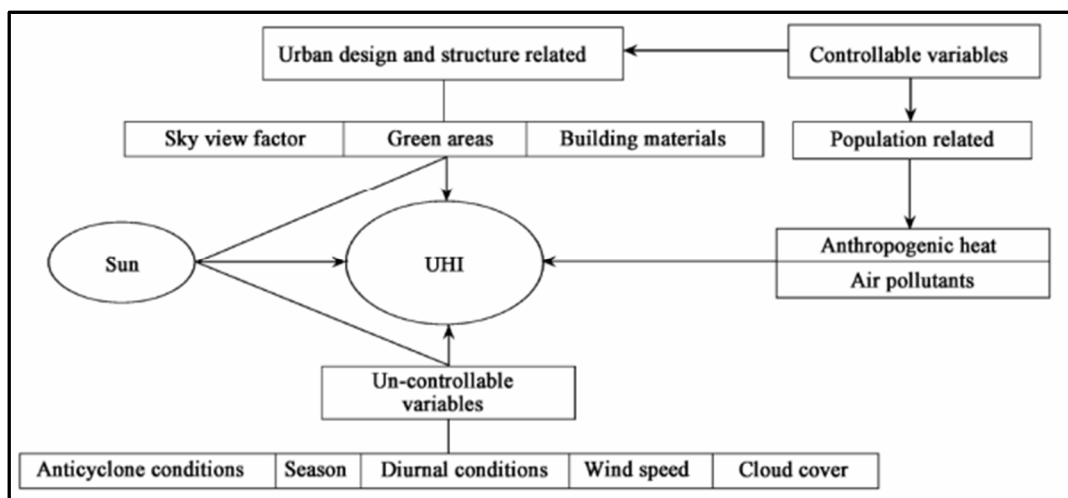 Urban design and structure related
Controllable variables
Sky view factor
Green areas
Building materials
Population related
Sun
UHI
Anthropogenic heat
Air pollutants
Un-controllable
variables
Anticyclone conditions
Season
Diurnal conditions
Wind speed
Cloud cover